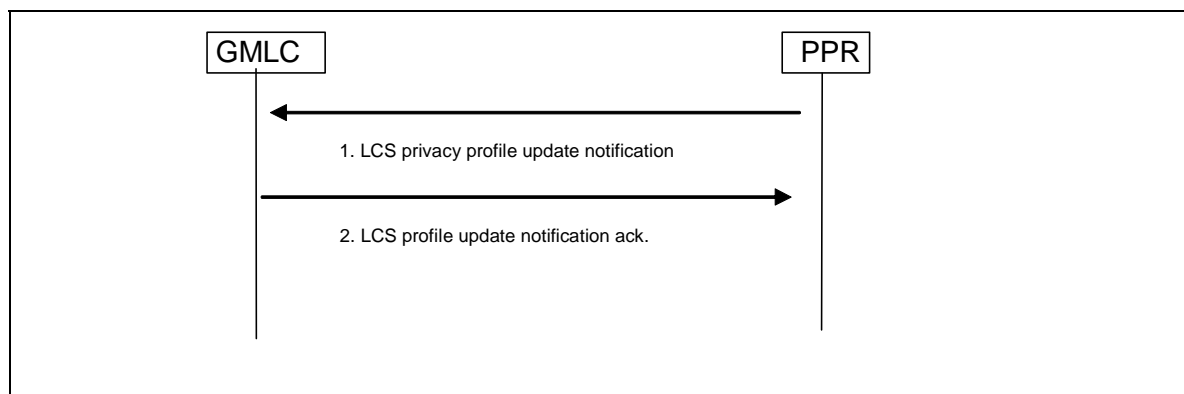 GMLC
PPR
1. LCS privacy profile update notification
2. LCS profile update notification ack.